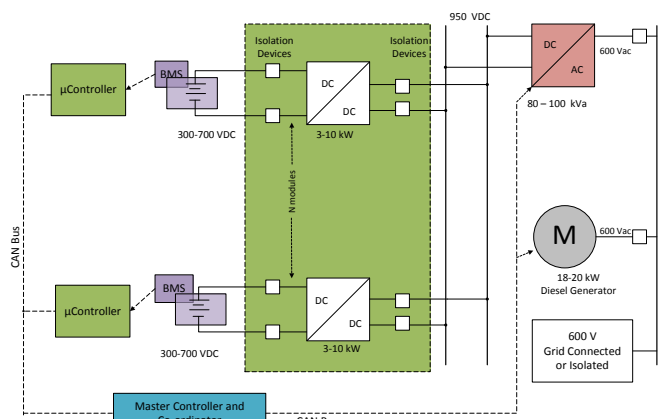 950 VDC
Isolation
Devices
Isolation
Devices
DC
AC
600 Vac
80 – 100 kVa
µController
BMS
DC
DC
300-700 VDC
3-10 kW
N modules
CAN Bus
M
600 Vac
18-20 kW
Diesel Generator
µController
BMS
DC
DC
300-700 VDC
3-10 kW
600 V
Grid Connected
or Isolated
Master Controller and